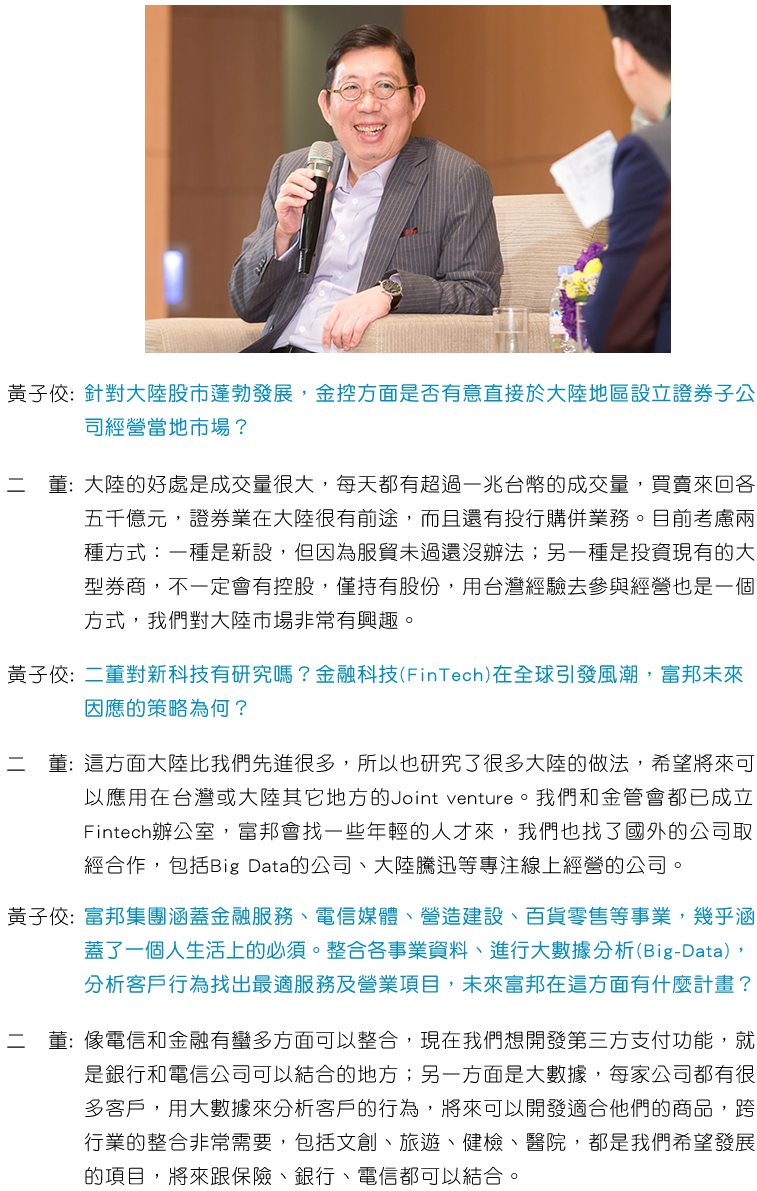 黃子佼: 針對大陸股市蓬勃發展，金控方面是否有意直接於大陸地區設立證券子公
司經營當地市場？
二　董: 大陸的好處是成交量很大，每天都有超過一兆台幣的成交量，買賣來回各
五千億元，證券業在大陸很有前途，而且還有投行購併業務。目前考慮兩
種方式：一種是新設，但因為服貿未過還沒辦法；另一種是投資現有的大
型券商，不一定會有控股，僅持有股份，用台灣經驗去參與經營也是一個
方式，我們對大陸市場非常有興趣。
黃子佼: 二董對新科技有研究嗎？金融科技(FinTech)在全球引發風潮，富邦未來
因應的策略為何？
二　董: 這方面大陸比我們先進很多，所以也研究了很多大陸的做法，希望將來可
以應用在台灣或大陸其它地方的Joint venture。我們和金管會都已成立
Fintech辦公室，富邦會找一些年輕的人才來，我們也找了國外的公司取
經合作，包括Big Data的公司、大陸騰迅等專注線上經營的公司。
黃子佼: 富邦集團涵蓋金融服務、電信媒體、營造建設、百貨零售等事業，幾乎涵
蓋了一個人生活上的必須。整合各事業資料、進行大數據分析(Big-Data)，
分析客戶行為找出最適服務及營業項目，未來富邦在這方面有什麼計畫？
二　董: 像電信和金融有蠻多方面可以整合，現在我們想開發第三方支付功能，就
是銀行和電信公司可以結合的地方；另一方面是大數據，每家公司都有很
多客戶，用大數據來分析客戶的行為，將來可以開發適合他們的商品，跨
行業的整合非常需要，包括文創、旅遊、健檢、醫院，都是我們希望發展
的項目，將來跟保險、銀行、電信都可以結合。